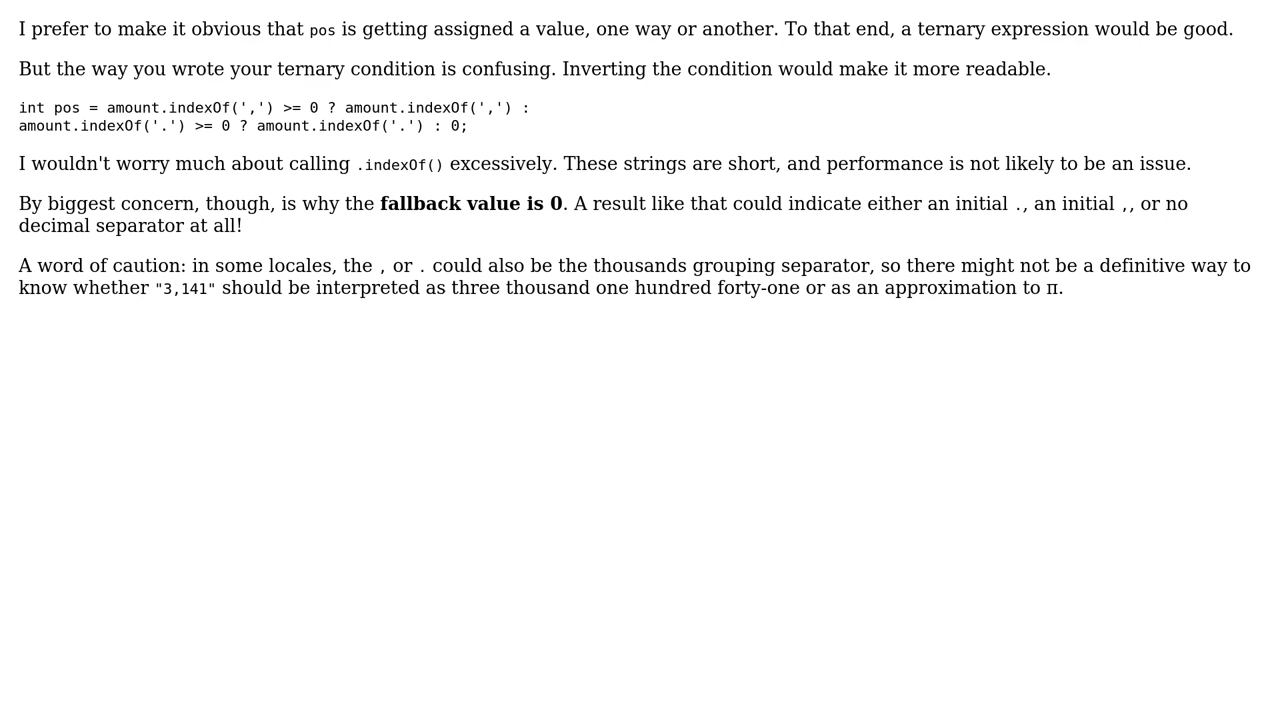 I prefer to make it obvious that pos is getting assigned a value, one way or another. To that end, a ternary expression would be good.
But the way you wrote your ternary condition is confusing. Inverting the condition would make it more readable.
int pos = amount.indexOf(',') >= 0 ? amount.indexOf(',') :
amount.indexOf('.') >= 0 ? amount.indexOf('.') : 0;
I wouldn't worry much about calling .indexOf() excessively. These strings are short, and performance is not likely to be an issue.
By biggest concern, though, is why the fallback value is 0. A result like that could indicate either an initial ., an initial ,, or no
decimal separator at all!
A word of caution: in some locales, the , or . could also be the thousands grouping separator, so there might not be a definitive way to
know whether "3,141" should be interpreted as three thousand one hundred forty-one or as an approximation to π.